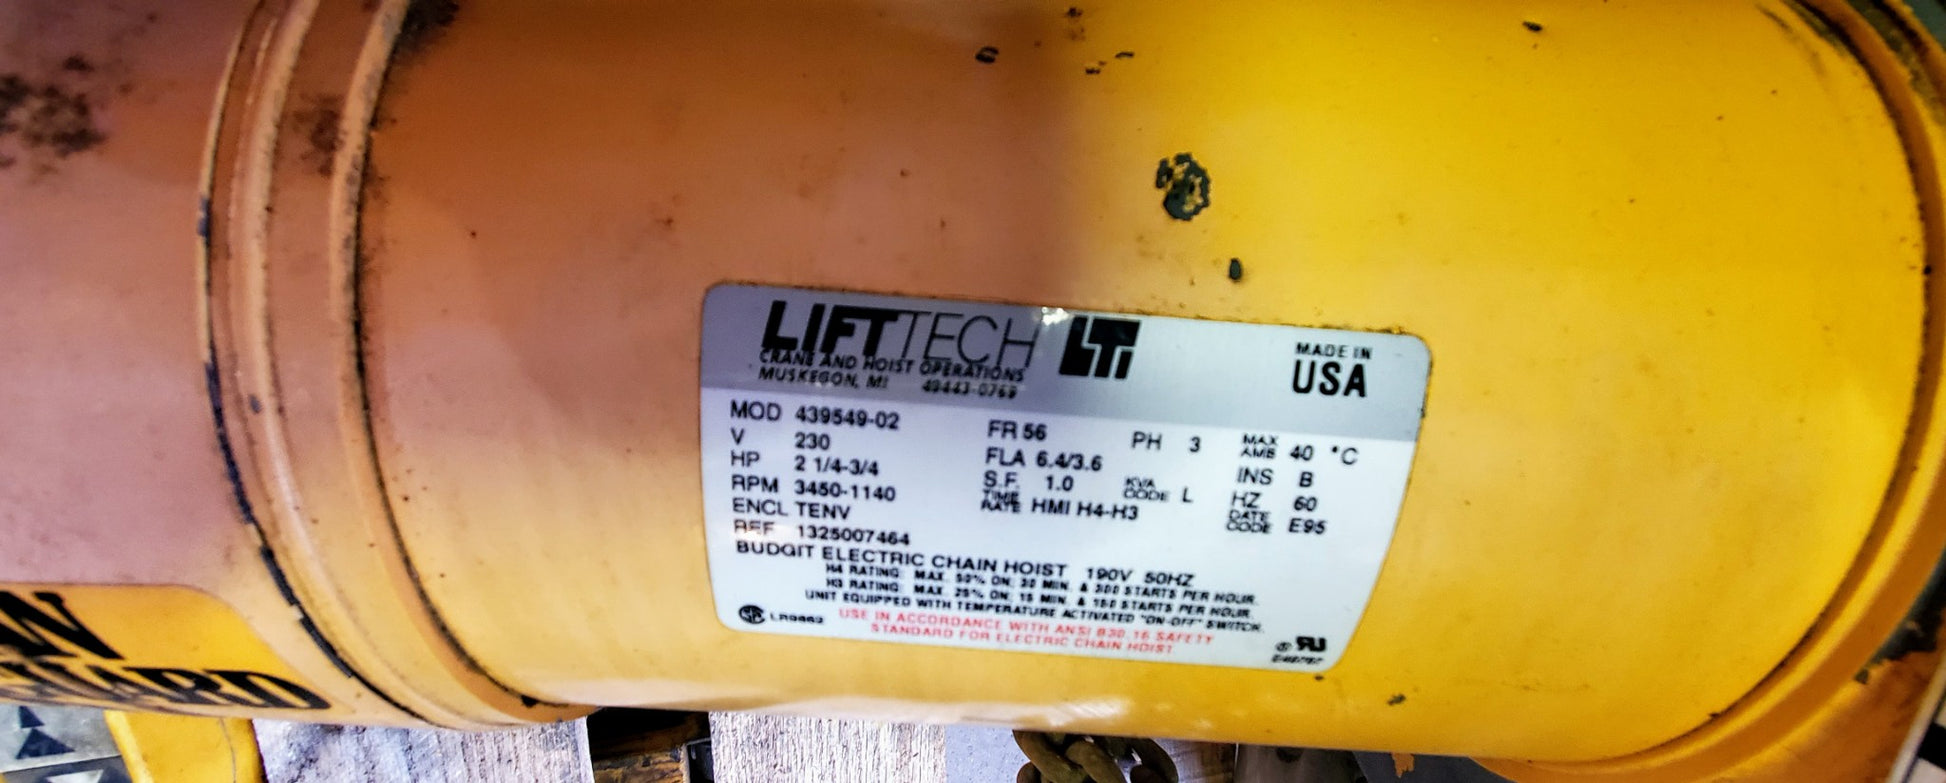 LIFTTECH LTI
CRANE AND HOIST OPERATIONS
MUSKEGON, MI 49443-0769
MADE IN
USA
MOD 439549-02 FR 56 PH 3 MAX AMB 40 °C
V 230 FLA 6.4/3.6 INS B
HP 2 1/4-3/4 S.F. 1.0 KVA CODE L HZ 60
RPM 3450-1140 TIME RATE HMI H4-H3 DATE CODE E95
ENCL TENV
REF 1325007464
BUDGIT ELECTRIC CHAIN HOIST 190V 50HZ
H4 RATING: MAX. 50% ON; 30 MIN. & 300 STARTS PER HOUR.
H3 RATING: MAX. 25% ON; 15 MIN. & 150 STARTS PER HOUR.
UNIT EQUIPPED WITH TEMPERATURE ACTIVATED "ON-OFF" SWITCH.
USE IN ACCORDANCE WITH ANSI B30.16 SAFETY
STANDARD FOR ELECTRIC CHAIN HOIST